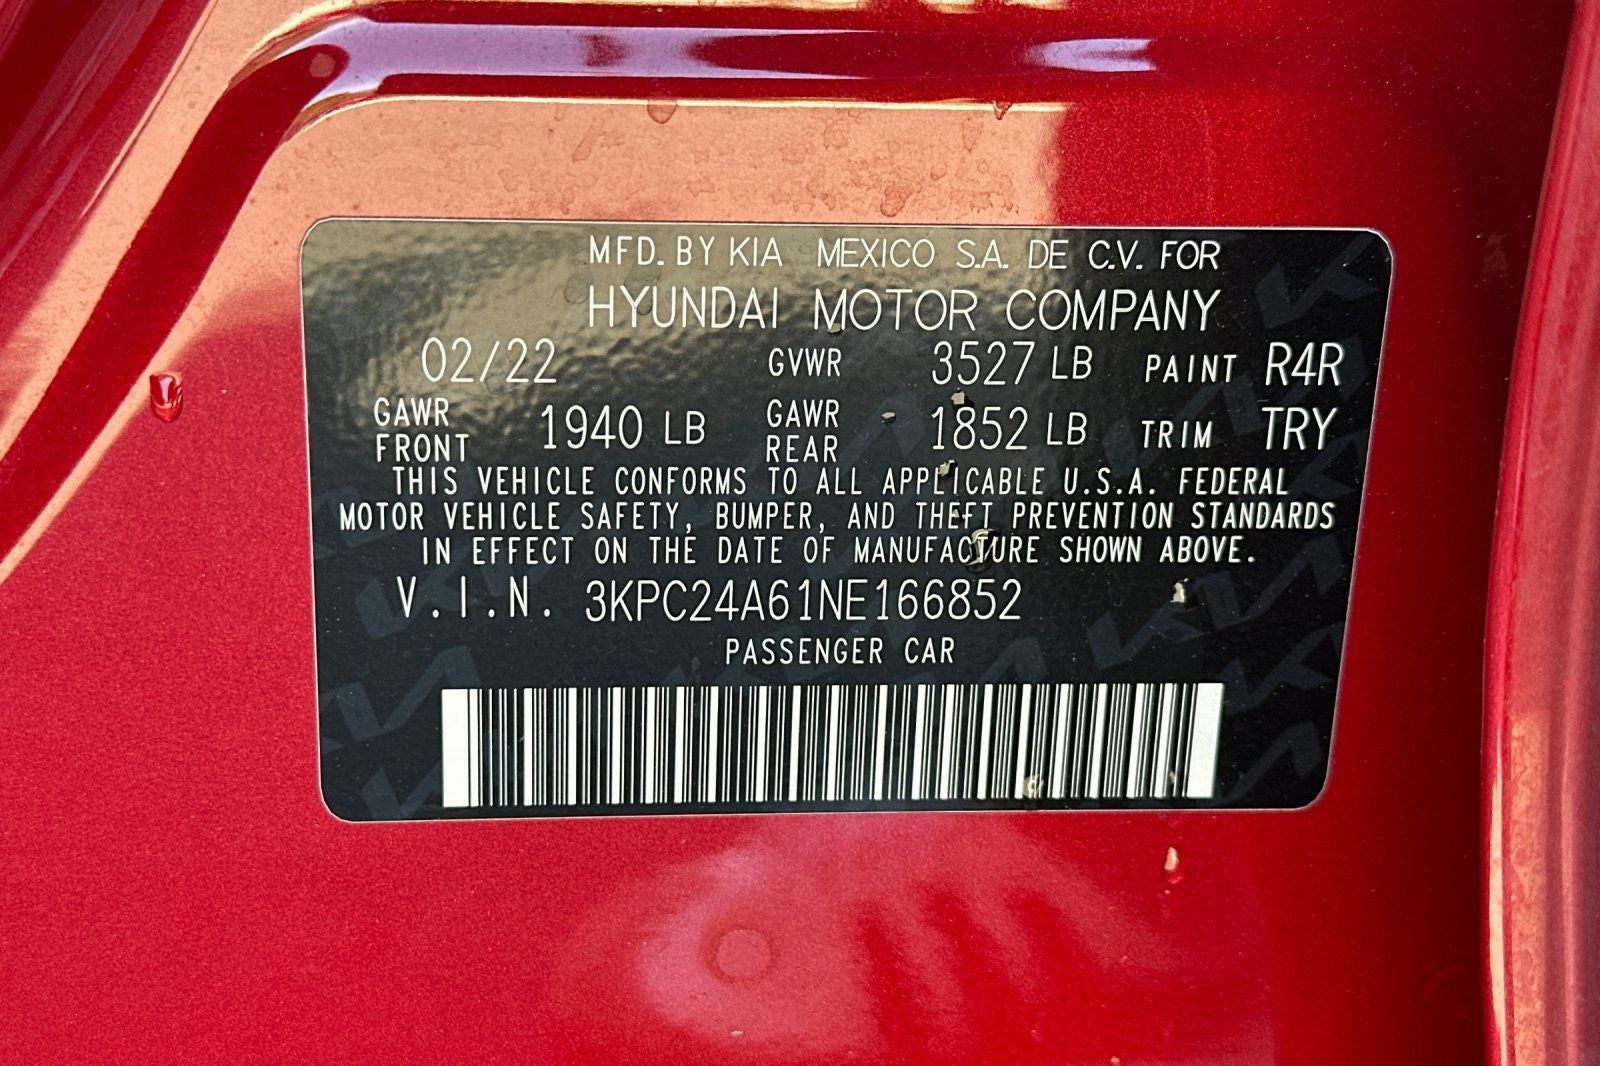 MFD. BY KIA MEXICO S.A. DE C.V. FOR
HYUNDAI MOTOR COMPANY
02/22 GVWR 3527 LB PAINT R4R
GAWR FRONT 1940 LB GAWR REAR 1852 LB TRIM TRY
THIS VEHICLE CONFORMS TO ALL APPLICABLE U.S.A. FEDERAL
MOTOR VEHICLE SAFETY, BUMPER, AND THEFT PREVENTION STANDARDS
IN EFFECT ON THE DATE OF MANUFACTURE SHOWN ABOVE.
V.I.N. 3KPC24A61NE166852
PASSENGER CAR